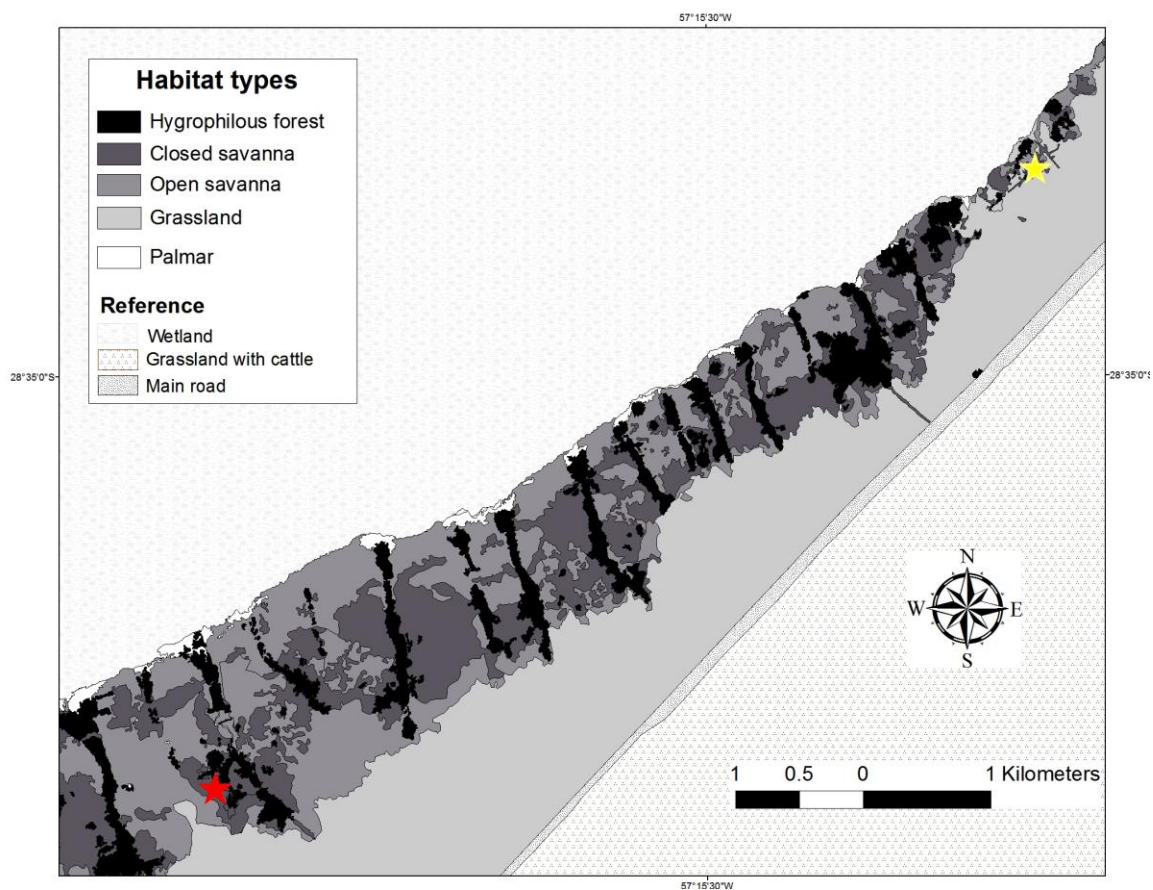 57°15'30"W
Habitat types
Hygrophilous forest
Closed savanna
Open savanna
Grassland
Palmar
Reference
Wetland
Grassland with cattle
Main road
28°35'0"S
28°35'0"S
N
W
E
S
1 0.5 0 1 Kilometers
57°15'30"W